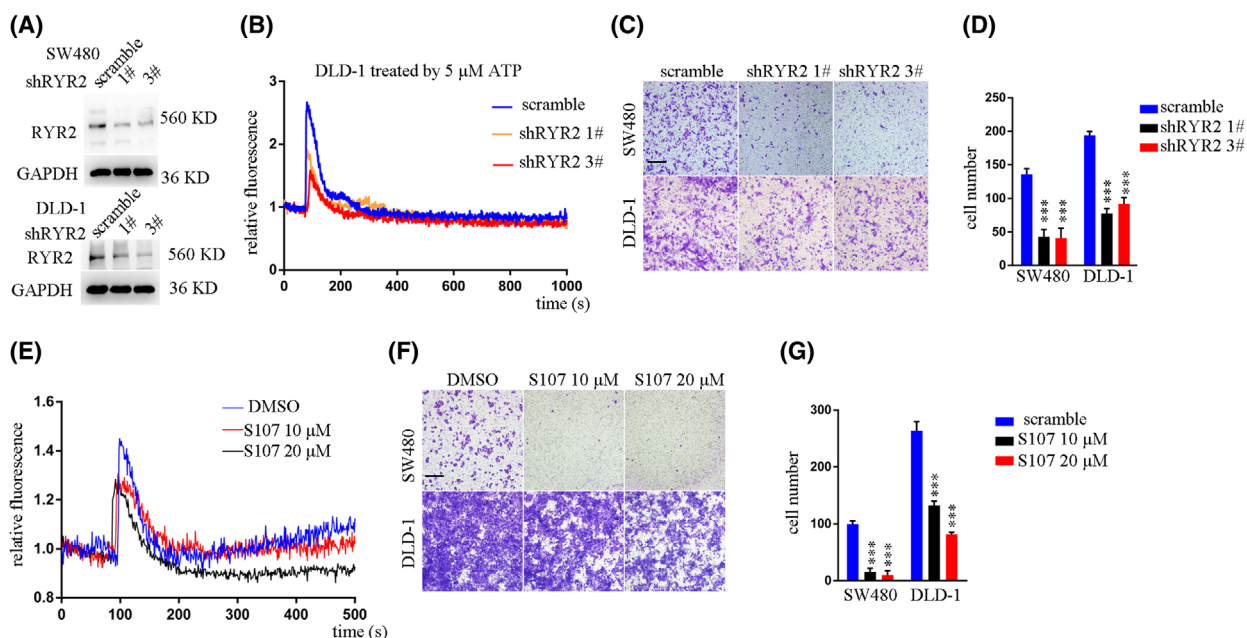 (A)
SW480
shRYR2
scramble
1#
3#
RYR2
560 KD
GAPDH
36 KD
DLD-1
shRYR2
scramble
1#
3#
RYR2
560 KD
GAPDH
36 KD
(B)
DLD-1 treated by 5 μM ATP
relative fluorescence
3
2
1
0
0
200
400
600
800
1000
time (s)
scramble
shRYR2 1#
shRYR2 3#
(C)
scramble
shRYR2 1#
shRYR2 3#
SW480
DLD-1
(D)
cell number
250
200
150
100
50
0
***
***
***
***
SW480
DLD-1
scramble
shRYR2 1#
shRYR2 3#
(E)
relative fluorescence
1.6
1.4
1.2
1.0
0.8
0
100
200
300
400
500
time (s)
DMSO
S107 10 μM
S107 20 μM
(F)
DMSO
S107 10 μM
S107 20 μM
SW480
DLD-1
(G)
cell number
300
200
100
0
***
***
***
***
SW480
DLD-1
scramble
S107 10 μM
S107 20 μM